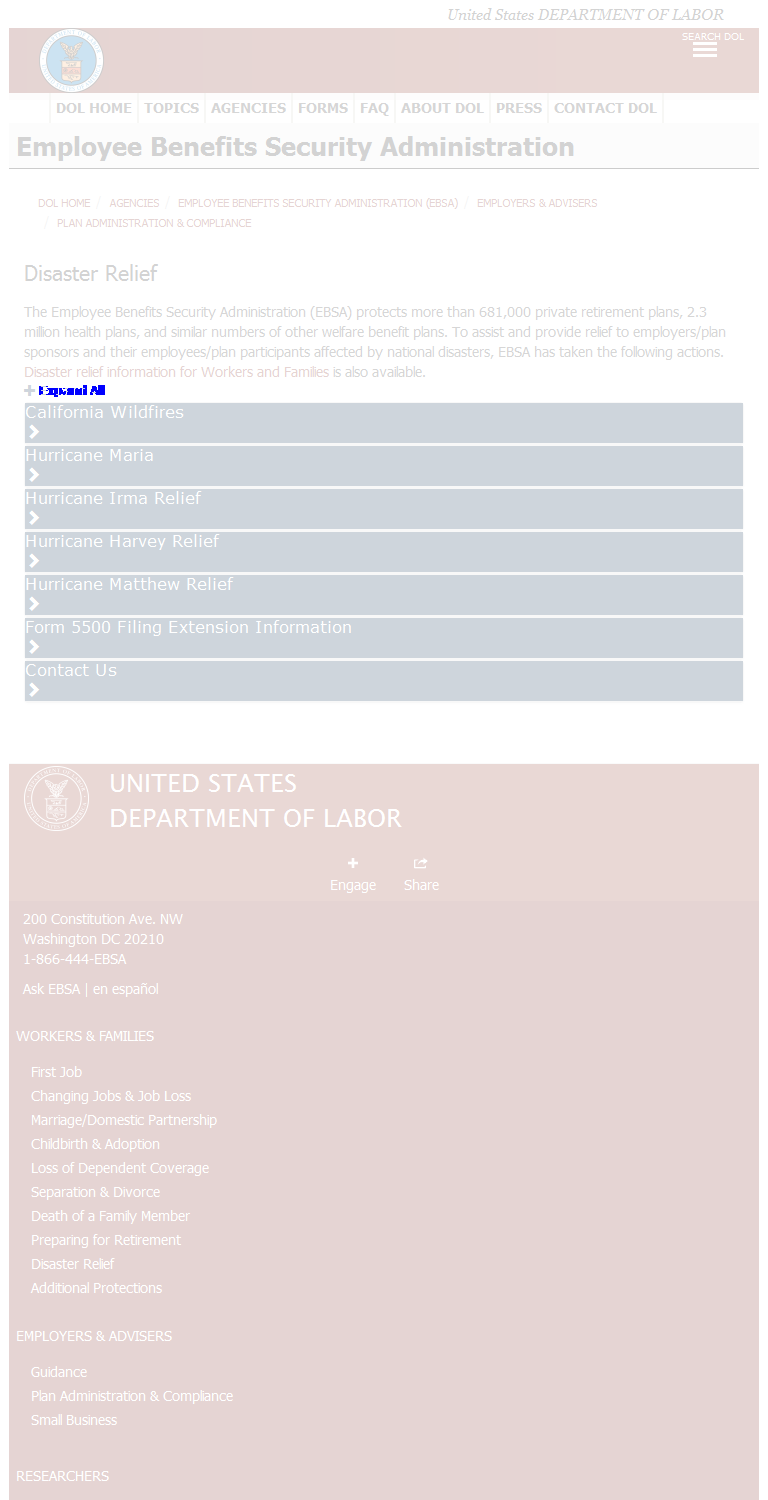 United States DEPARTMENT OF LABOR
SEARCH DOL
DOL HOME TOPICS AGENCIES FORMS FAQ ABOUT DOL PRESS CONTACT DOL
Employee Benefits Security Administration
DOL HOME / AGENCIES / EMPLOYEE BENEFITS SECURITY ADMINISTRATION (EBSA) / EMPLOYERS & ADVISERS
/ PLAN ADMINISTRATION & COMPLIANCE
Disaster Relief
The Employee Benefits Security Administration (EBSA) protects more than 681,000 private retirement plans, 2.3
million health plans, and similar numbers of other welfare benefit plans. To assist and provide relief to employers/plan
sponsors and their employees/plan participants affected by national disasters, EBSA has taken the following actions.
Disaster relief information for Workers and Families is also available.
Expand All
California Wildfires
Hurricane Maria
Hurricane Irma Relief
Hurricane Harvey Relief
Hurricane Matthew Relief
Form 5500 Filing Extension Information
Contact Us
UNITED STATES
DEPARTMENT OF LABOR
Engage Share
200 Constitution Ave. NW
Washington DC 20210
1-866-444-EBSA
Ask EBSA | en español
WORKERS & FAMILIES
First Job
Changing Jobs & Job Loss
Marriage/Domestic Partnership
Childbirth & Adoption
Loss of Dependent Coverage
Separation & Divorce
Death of a Family Member
Preparing for Retirement
Disaster Relief
Additional Protections
EMPLOYERS & ADVISERS
Guidance
Plan Administration & Compliance
Small Business
RESEARCHERS